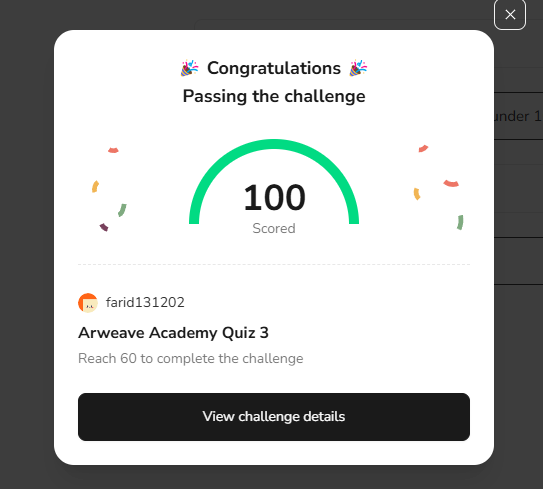 🎉 Congratulations 🎉
Passing the challenge
under 1
100
Scored
farid131202
Arweave Academy Quiz 3
Reach 60 to complete the challenge
View challenge details